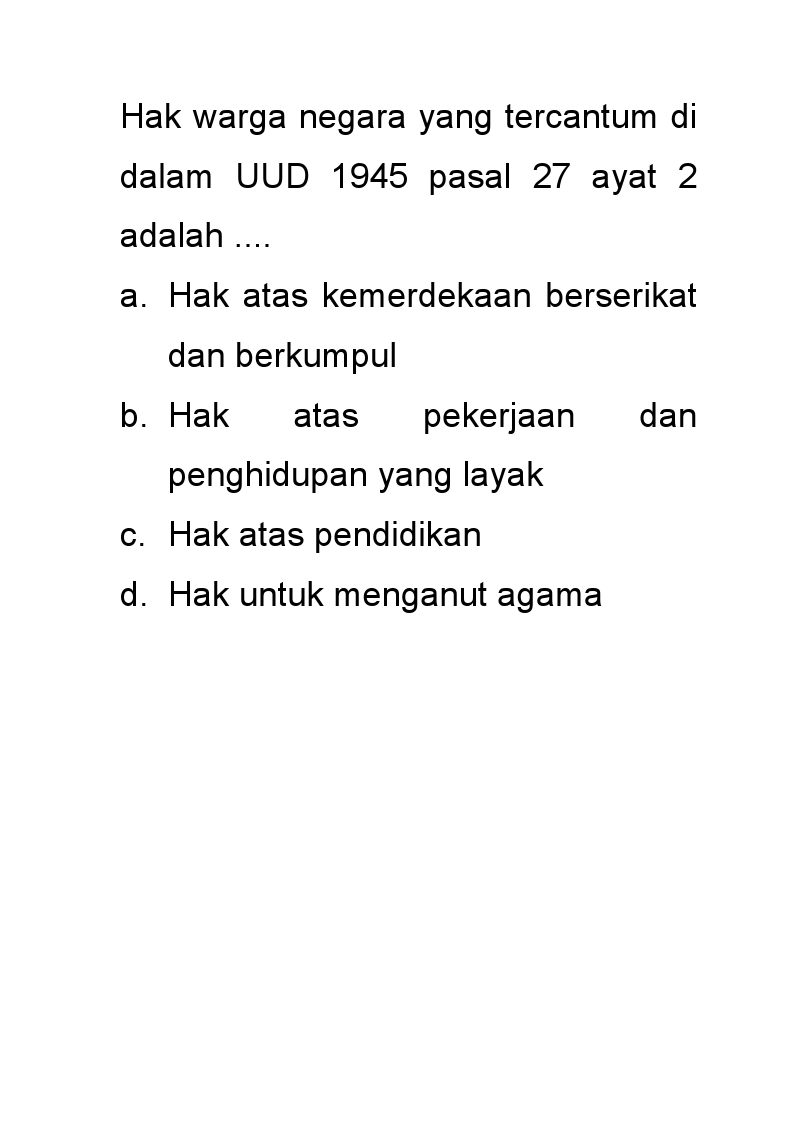 Hak warga negara yang tercantum di
dalam UUD 1945 pasal 27 ayat 2
adalah ....
a. Hak atas kemerdekaan berserikat
dan berkumpul
b. Hak atas pekerjaan dan
penghidupan yang layak
c. Hak atas pendidikan
d. Hak untuk menganut agama